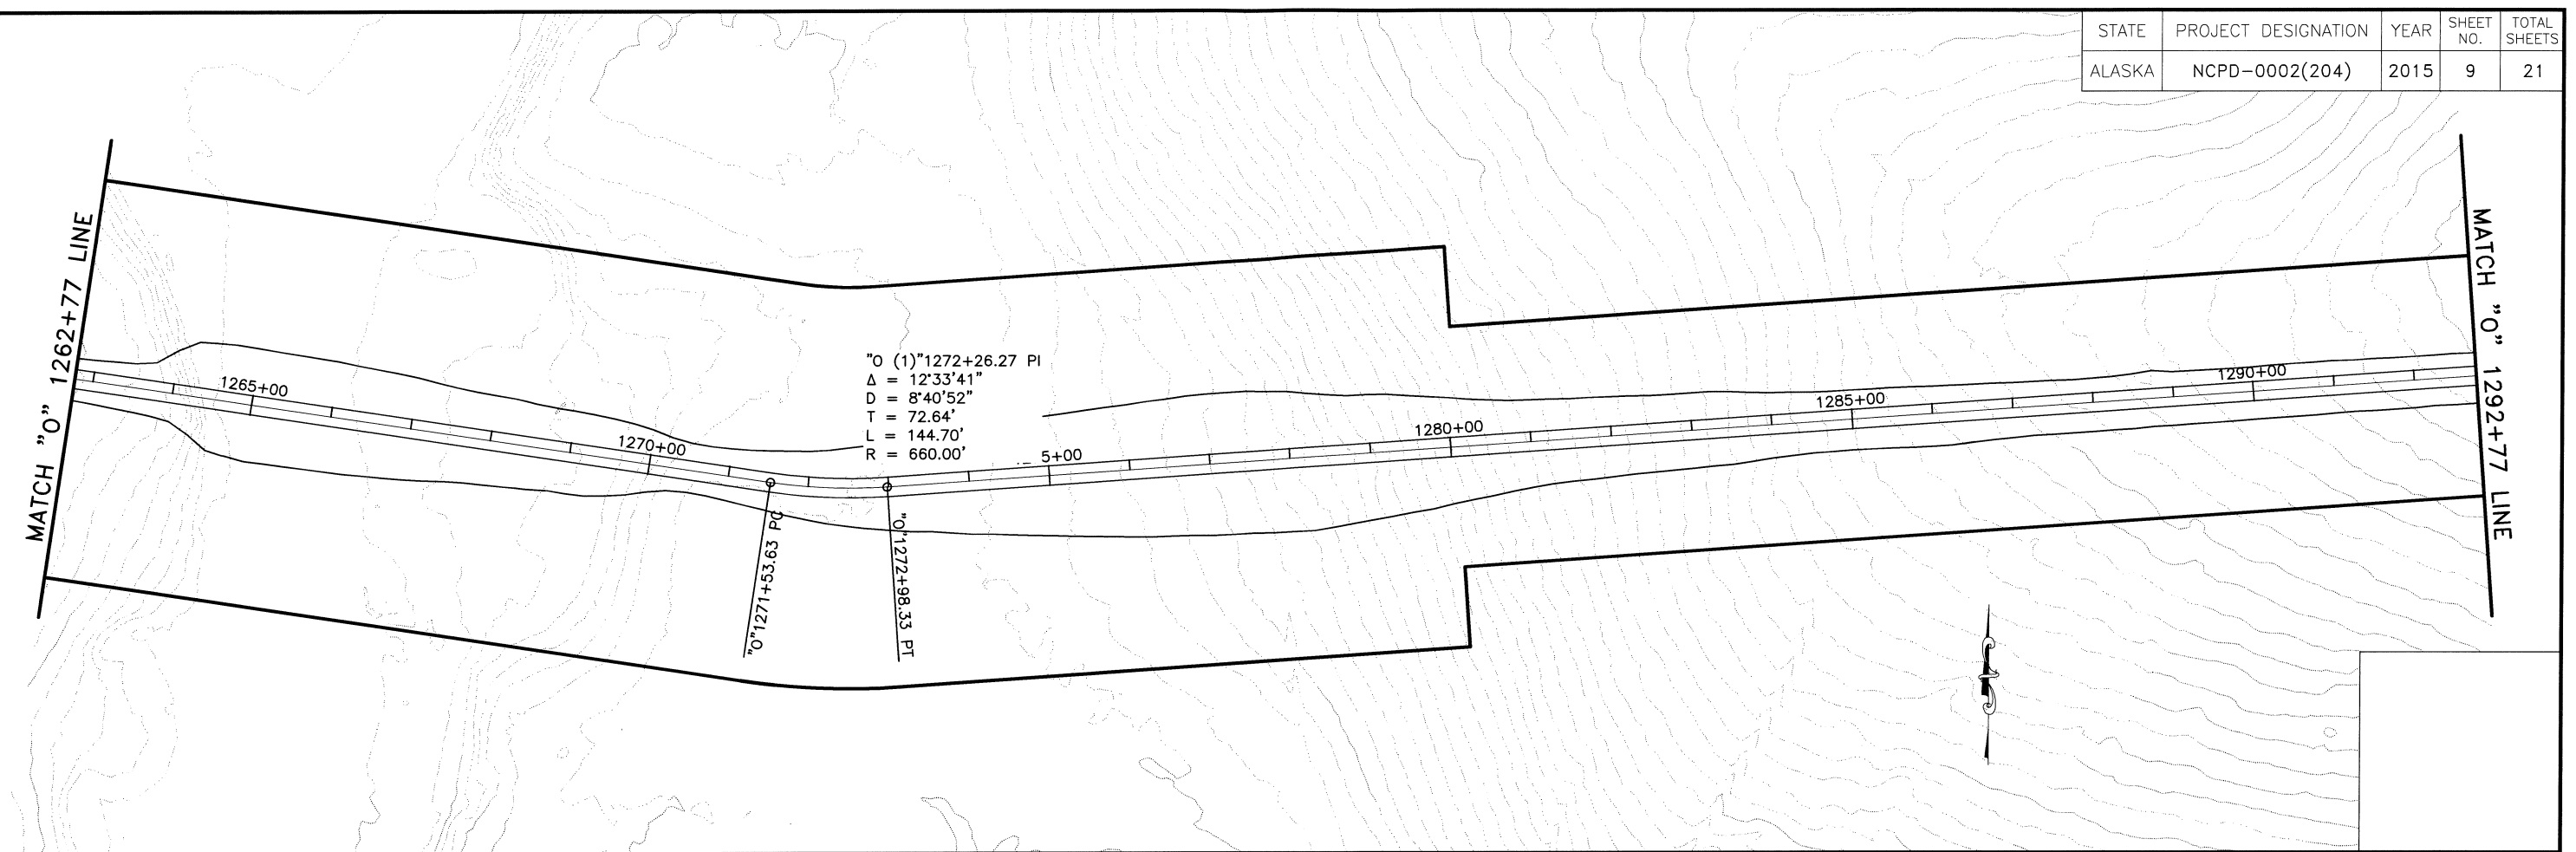 STATE PROJECT DESIGNATION YEAR SHEET NO. TOTAL SHEETS
ALASKA NCPD-0002(204) 2015 9 21
MATCH "O" 1262+77 LINE
MATCH "O" 1292+77 LINE
1265+00
1270+00
"O (1)"1272+26.27 PI
Δ = 12°33'41"
D = 8°40'52"
T = 72.64'
L = 144.70'
R = 660.00'
5+00
1280+00
1285+00
1290+00
"O"1271+53.63 PC
"O"1272+98.33 PT